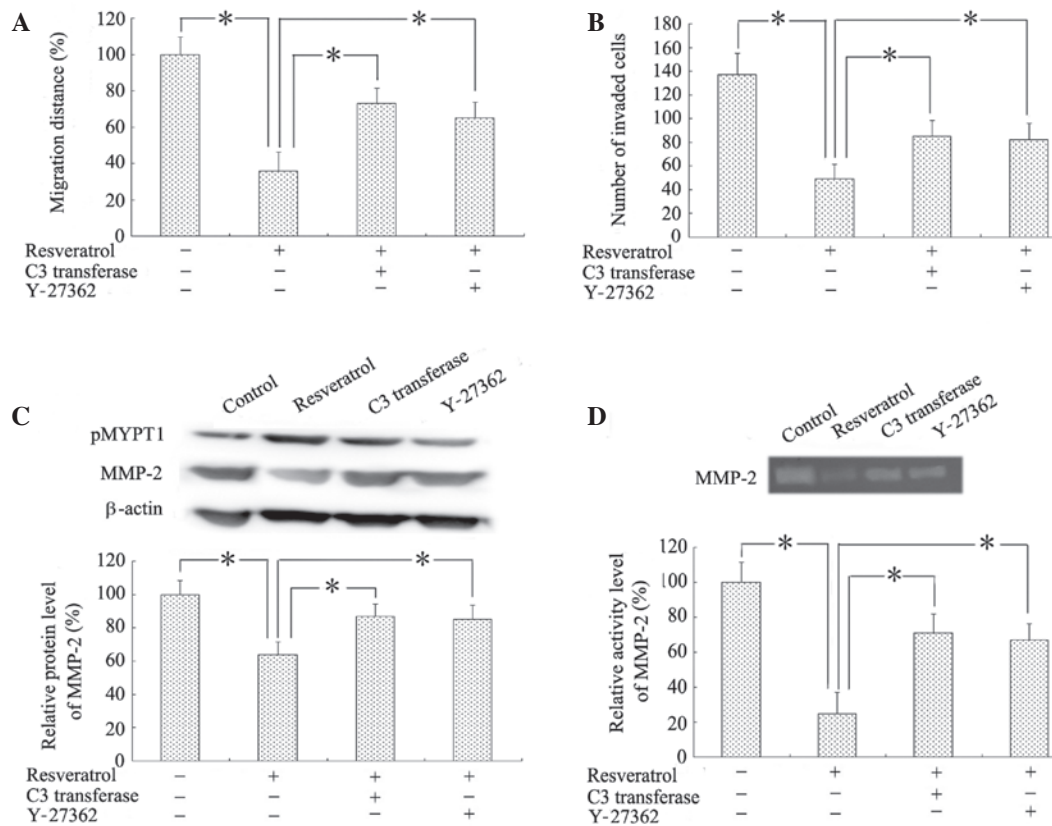 A
Migration distance (%)
120
100
80
60
40
20
0
* * *
Resveratrol – + + +
C3 transferase – – + –
Y-27362 – – – +
B
Number of invaded cells
180
160
140
120
100
80
60
40
20
0
* * *
Resveratrol – + + +
C3 transferase – – + –
Y-27362 – – – +
C
Control Resveratrol C3 transferase Y-27362
pMYPT1
MMP-2
β-actin
Relative protein level
of MMP-2 (%)
120
100
80
60
40
20
0
* * *
Resveratrol – + + +
C3 transferase – – + –
Y-27362 – – – +
D
Control Resveratrol C3 transferase Y-27362
MMP-2
Relative activity level
of MMP-2 (%)
120
100
80
60
40
20
0
* * *
Resveratrol – + + +
C3 transferase – – + –
Y-27362 – – – +